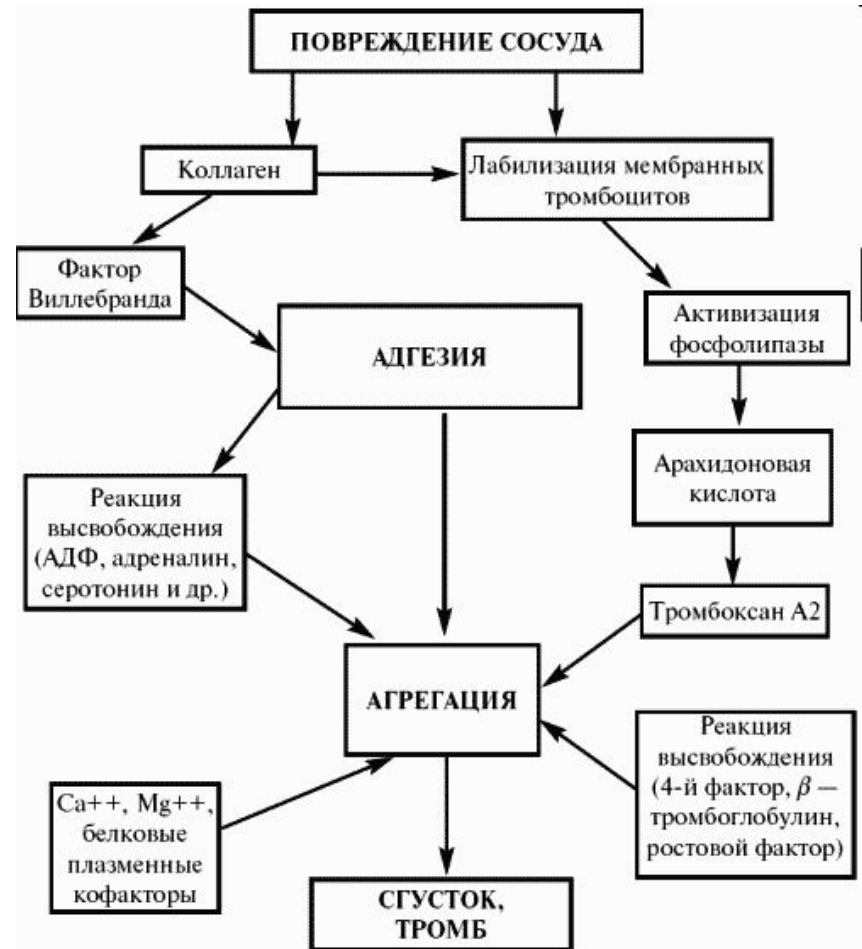 ПОВРЕЖДЕНИЕ СОСУДА
Коллаген
Лабилизация мембранных
тромбоцитов
Фактор
Виллебранда
АДГЕЗИЯ
Активизация
фосфолипазы
Арахидоновая
кислота
Реакция
высвобождения
(АДФ, адреналин,
серотонин и др.)
Тромбоксан А2
АГРЕГАЦИЯ
Реакция
высвобождения
(4-й фактор, β —
тромбоглобулин,
ростовой фактор)
Ca++, Mg++,
белковые
плазменные
кофакторы
СГУСТОК,
ТРОМБ